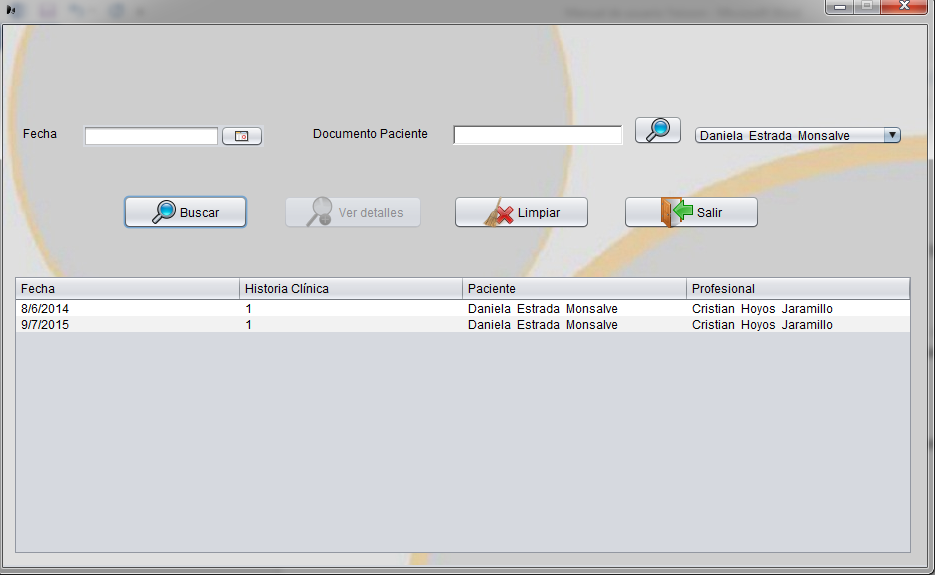 Fecha
Documento Paciente
Daniela Estrada Monsalve
Buscar
Ver detalles
Limpiar
Salir
Fecha Historia Clínica Paciente Profesional
8/6/2014 1 Daniela Estrada Monsalve Cristian Hoyos Jaramillo
9/7/2015 1 Daniela Estrada Monsalve Cristian Hoyos Jaramillo